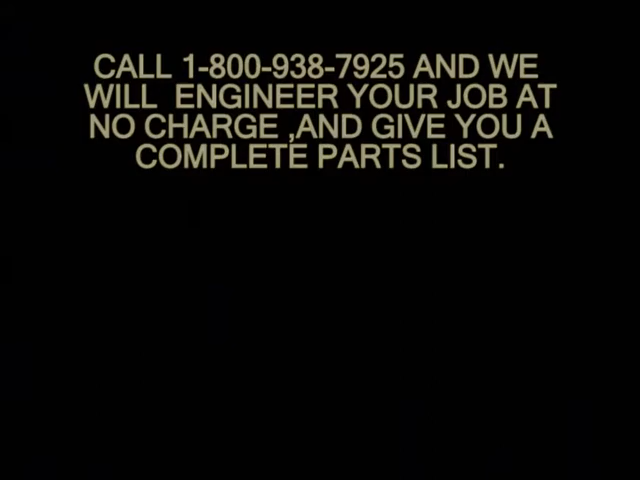 CALL 1-800-938-7925 AND WE
WILL  ENGINEER YOUR JOB AT
NO CHARGE ,AND GIVE YOU A
COMPLETE PARTS LIST.